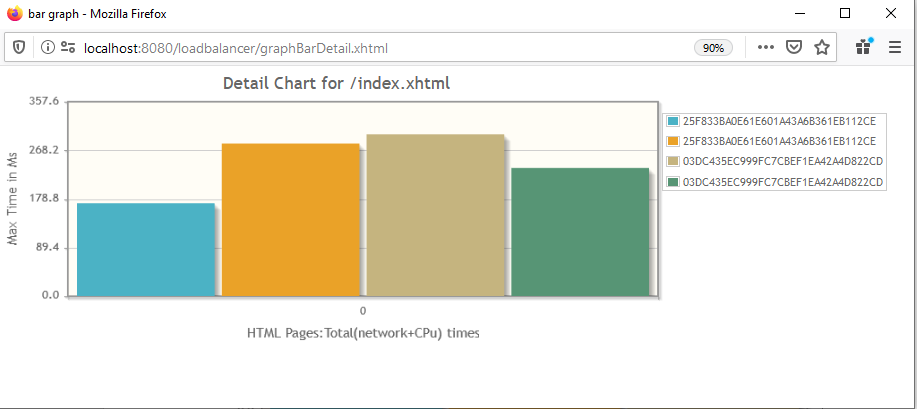 bar graph - Mozilla Firefox
localhost:8080/loadbalancer/graphBarDetail.xhtml
90%
Detail Chart for /index.xhtml
357.6
268.2
178.8
89.4
0.0
Max Time in Ms
0
HTML Pages:Total(network+CPu) times
25F833BA0E61E601A43A6B361EB112CE
25F833BA0E61E601A43A6B361EB112CE
03DC435EC999FC7CBEF1EA42A4D822CD
03DC435EC999FC7CBEF1EA42A4D822CD